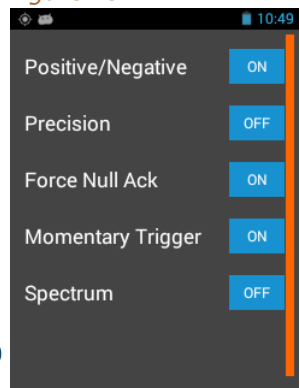 10:49
Positive/Negative ON
Precision OFF
Force Null Ack ON
Momentary Trigger ON
Spectrum OFF